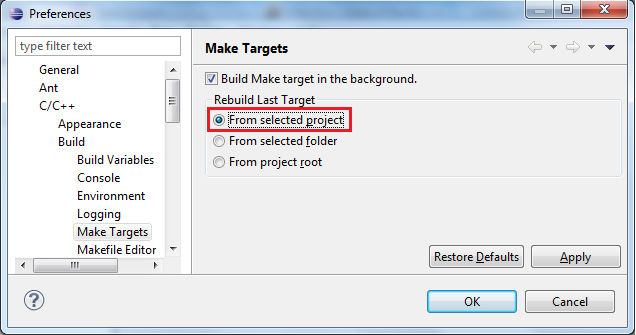 Preferences
type filter text
General
Ant
C/C++
Appearance
Build
Build Variables
Console
Environment
Logging
Make Targets
Makefile Editor
Make Targets
Build Make target in the background.
Rebuild Last Target
From selected project
From selected folder
From project root
Restore Defaults
Apply
OK
Cancel